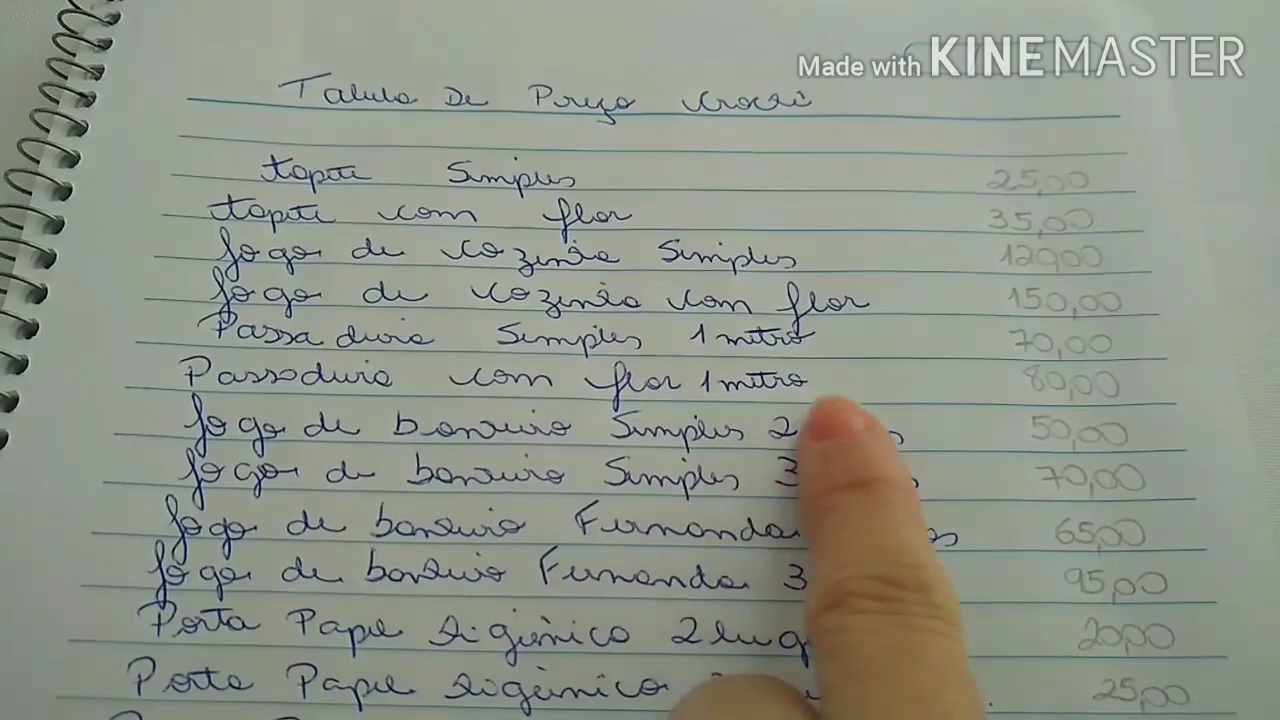 Made with KINEMASTER
Tabela De Preço Crochê
tapete Simples 25,00
tapete com flor 35,00
Jogo de cozinha Simples 120,00
Jogo de cozinha com flor 150,00
Passadeira Simples 1 metro 70,00
Passadeira com flor 1 metro 80,00
Jogo de banheiro Simples 2 50,00
Jogo de banheiro Simples 3 70,00
Jogo de banheiro Fernanda 65,00
Jogo de banheiro Fernanda 3 95,00
Porta Papel Higiênico 2 20,00
Porta Papel Higiênico 25,00